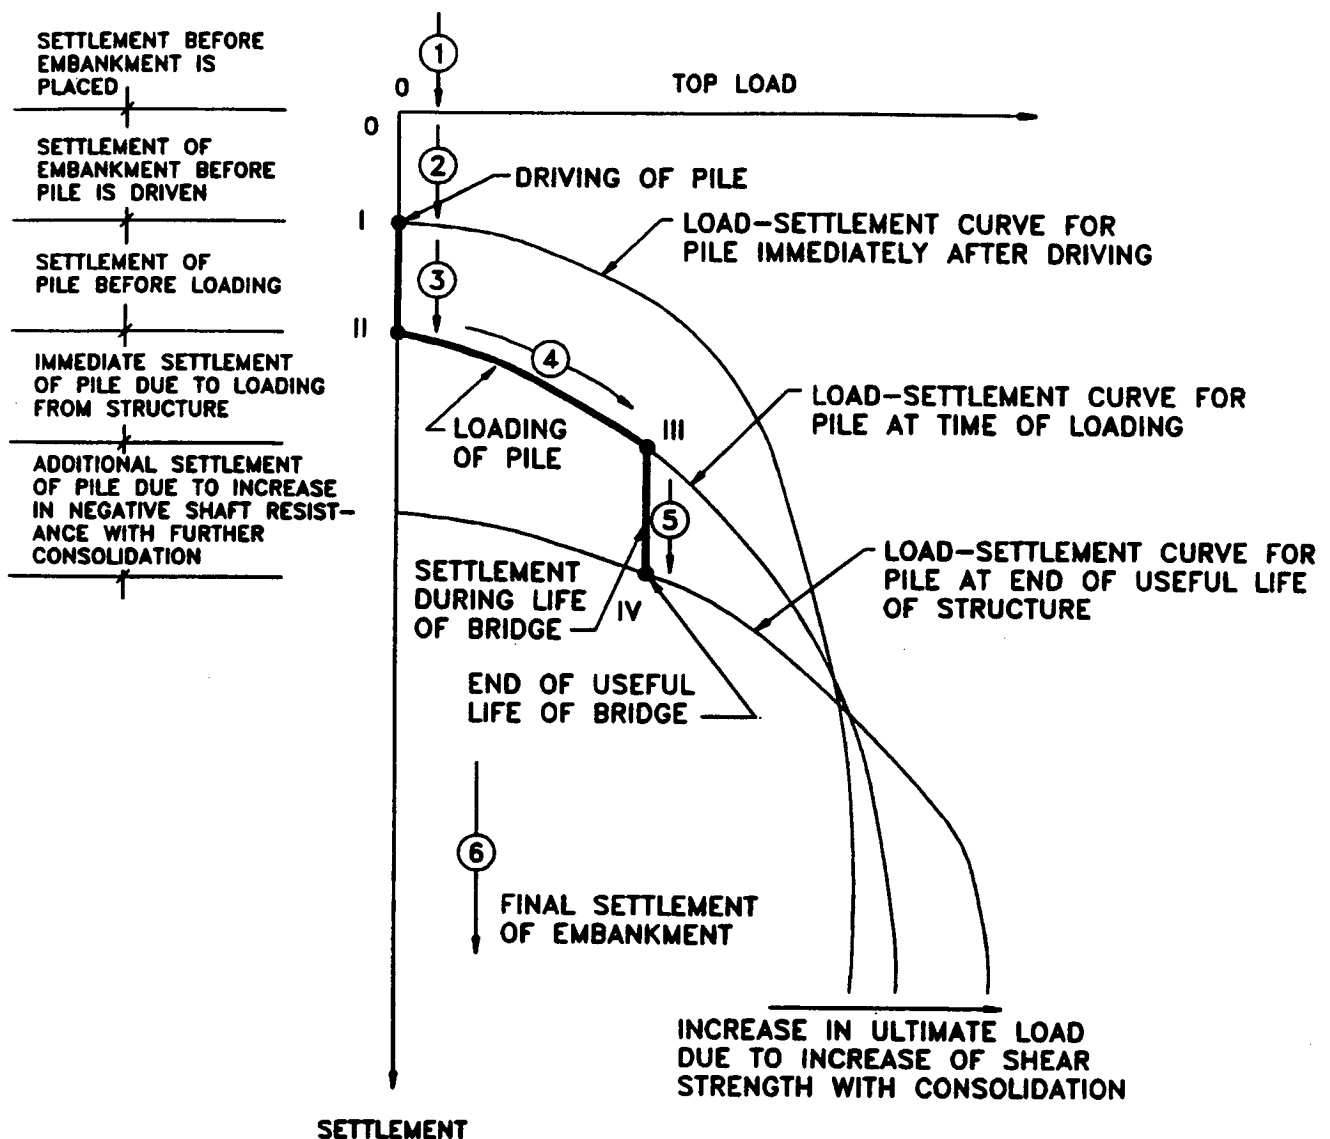 SETTLEMENT BEFORE
EMBANKMENT IS
PLACED
SETTLEMENT OF
EMBANKMENT BEFORE
PILE IS DRIVEN
SETTLEMENT OF
PILE BEFORE LOADING
IMMEDIATE SETTLEMENT
OF PILE DUE TO LOADING
FROM STRUCTURE
ADDITIONAL SETTLEMENT
OF PILE DUE TO INCREASE
IN NEGATIVE SHAFT RESIST-
ANCE WITH FURTHER
CONSOLIDATION
1
0
TOP LOAD
0
2
DRIVING OF PILE
I
LOAD-SETTLEMENT CURVE FOR
PILE IMMEDIATELY AFTER DRIVING
3
II
4
LOADING
OF PILE
III
LOAD-SETTLEMENT CURVE FOR
PILE AT TIME OF LOADING
5
SETTLEMENT
DURING LIFE
OF BRIDGE
IV
LOAD-SETTLEMENT CURVE FOR
PILE AT END OF USEFUL LIFE
OF STRUCTURE
END OF USEFUL
LIFE OF BRIDGE
6
FINAL SETTLEMENT
OF EMBANKMENT
INCREASE IN ULTIMATE LOAD
DUE TO INCREASE OF SHEAR
STRENGTH WITH CONSOLIDATION
SETTLEMENT